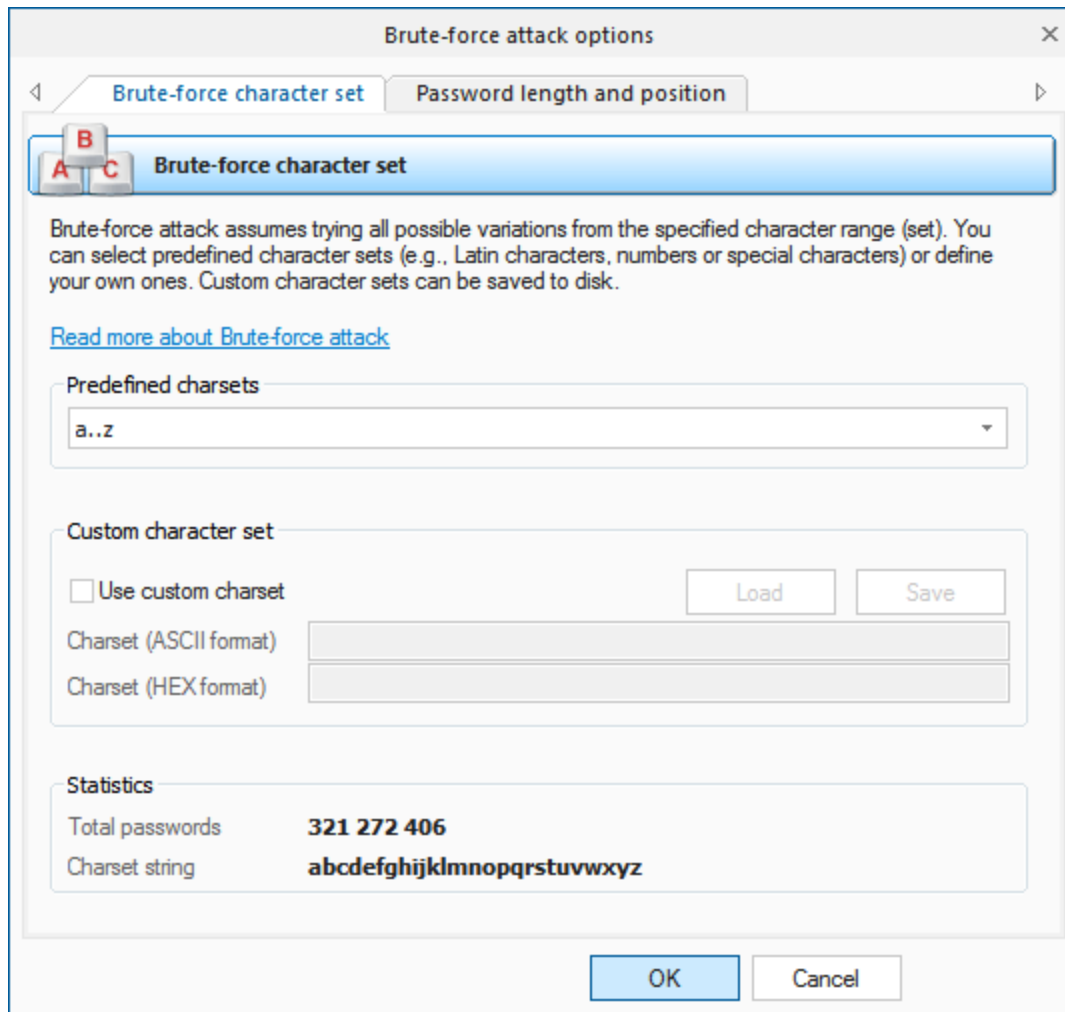 Brute-force attack options
Brute-force character set
Password length and position
B
A C
Brute-force character set
Brute-force attack assumes trying all possible variations from the specified character range (set). You
can select predefined character sets (e.g., Latin characters, numbers or special characters) or define
your own ones. Custom character sets can be saved to disk.
Read more about Brute-force attack
Predefined charsets
a..z
Custom character set
Use custom charset
Load
Save
Charset (ASCII format)
Charset (HEX format)
Statistics
Total passwords 321 272 406
Charset string abcdefghijklmnopqrstuvwxyz
OK
Cancel